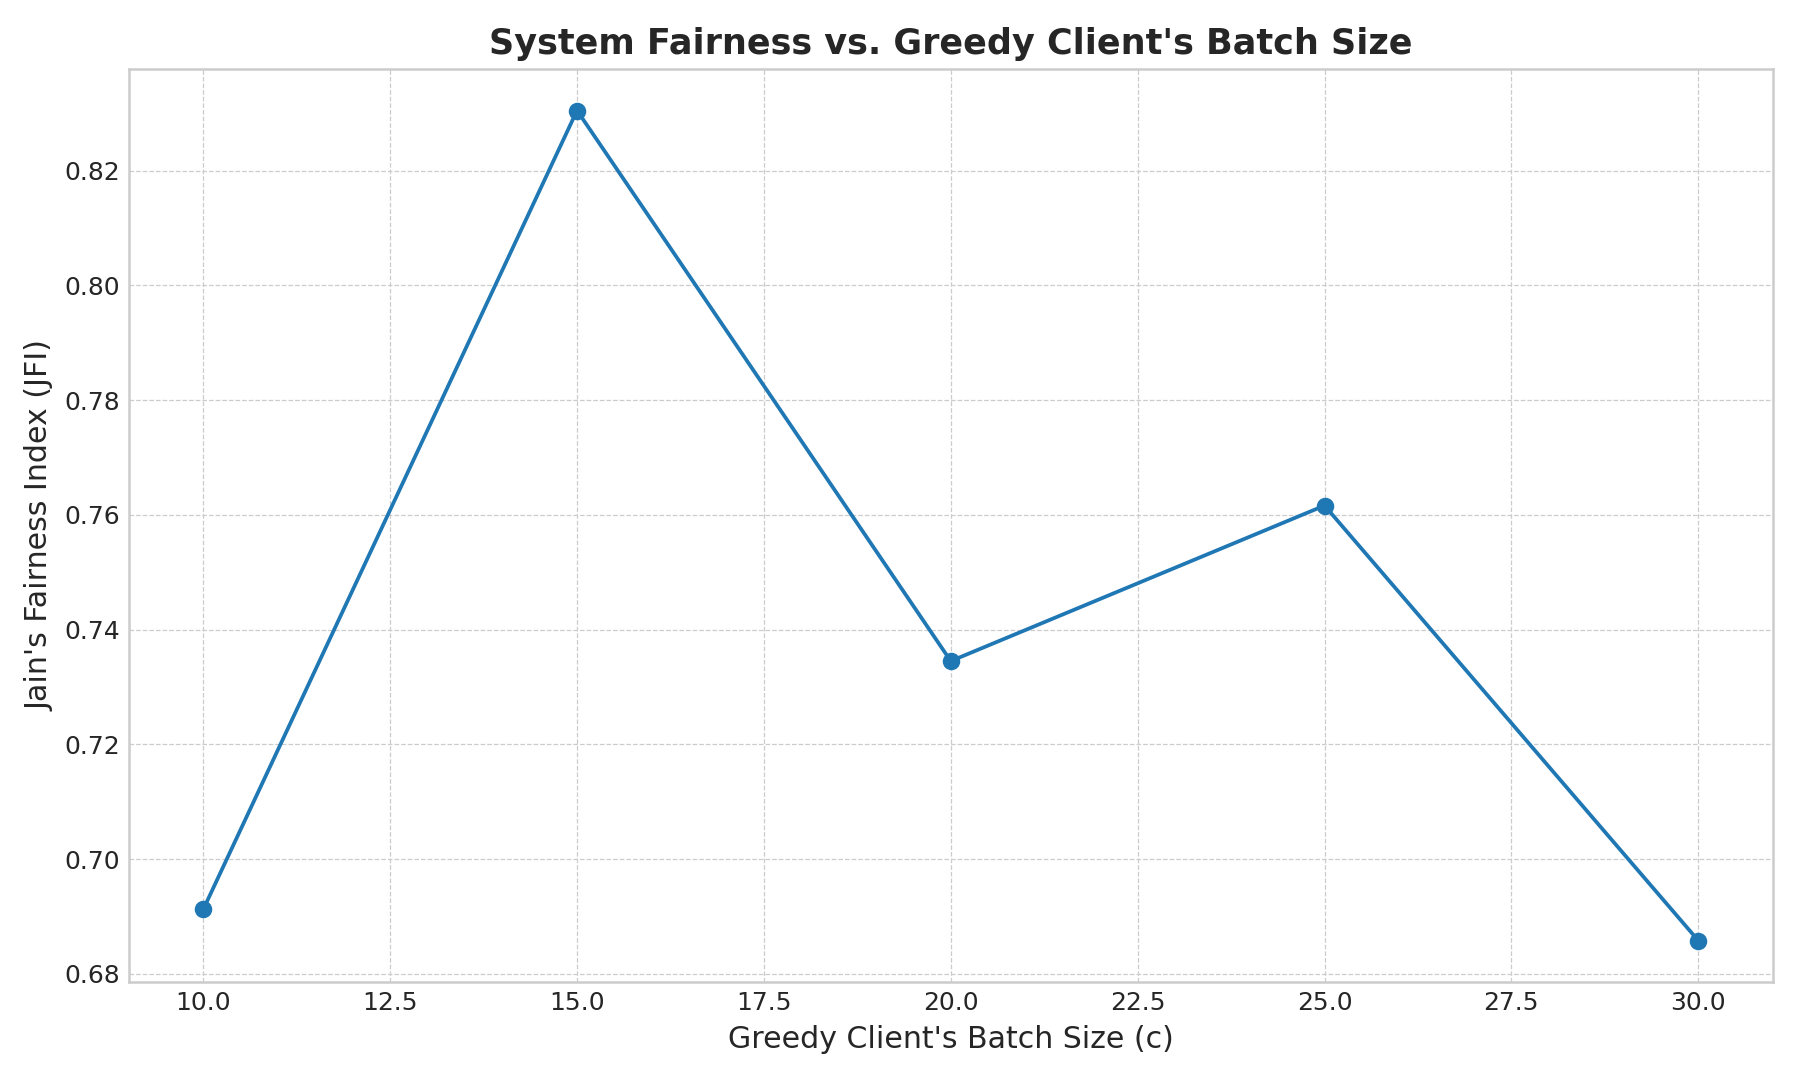 System Fairness vs. Greedy Client's Batch Size
Jain's Fairness Index (JFI)
0.82
0.80
0.78
0.76
0.74
0.72
0.70
0.68
10.0 12.5 15.0 17.5 20.0 22.5 25.0 27.5 30.0
Greedy Client's Batch Size (c)